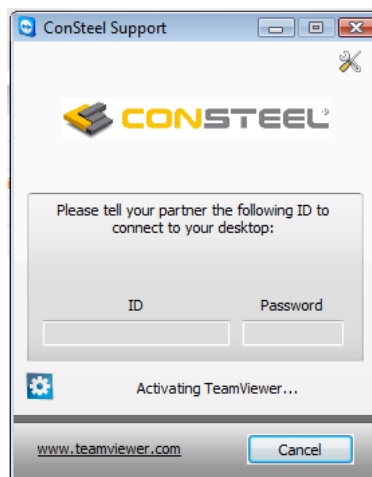 ConSteel Support
CONSTEEL
Please tell your partner the following ID to
connect to your desktop:
ID Password
Activating TeamViewer...
www.teamviewer.com Cancel